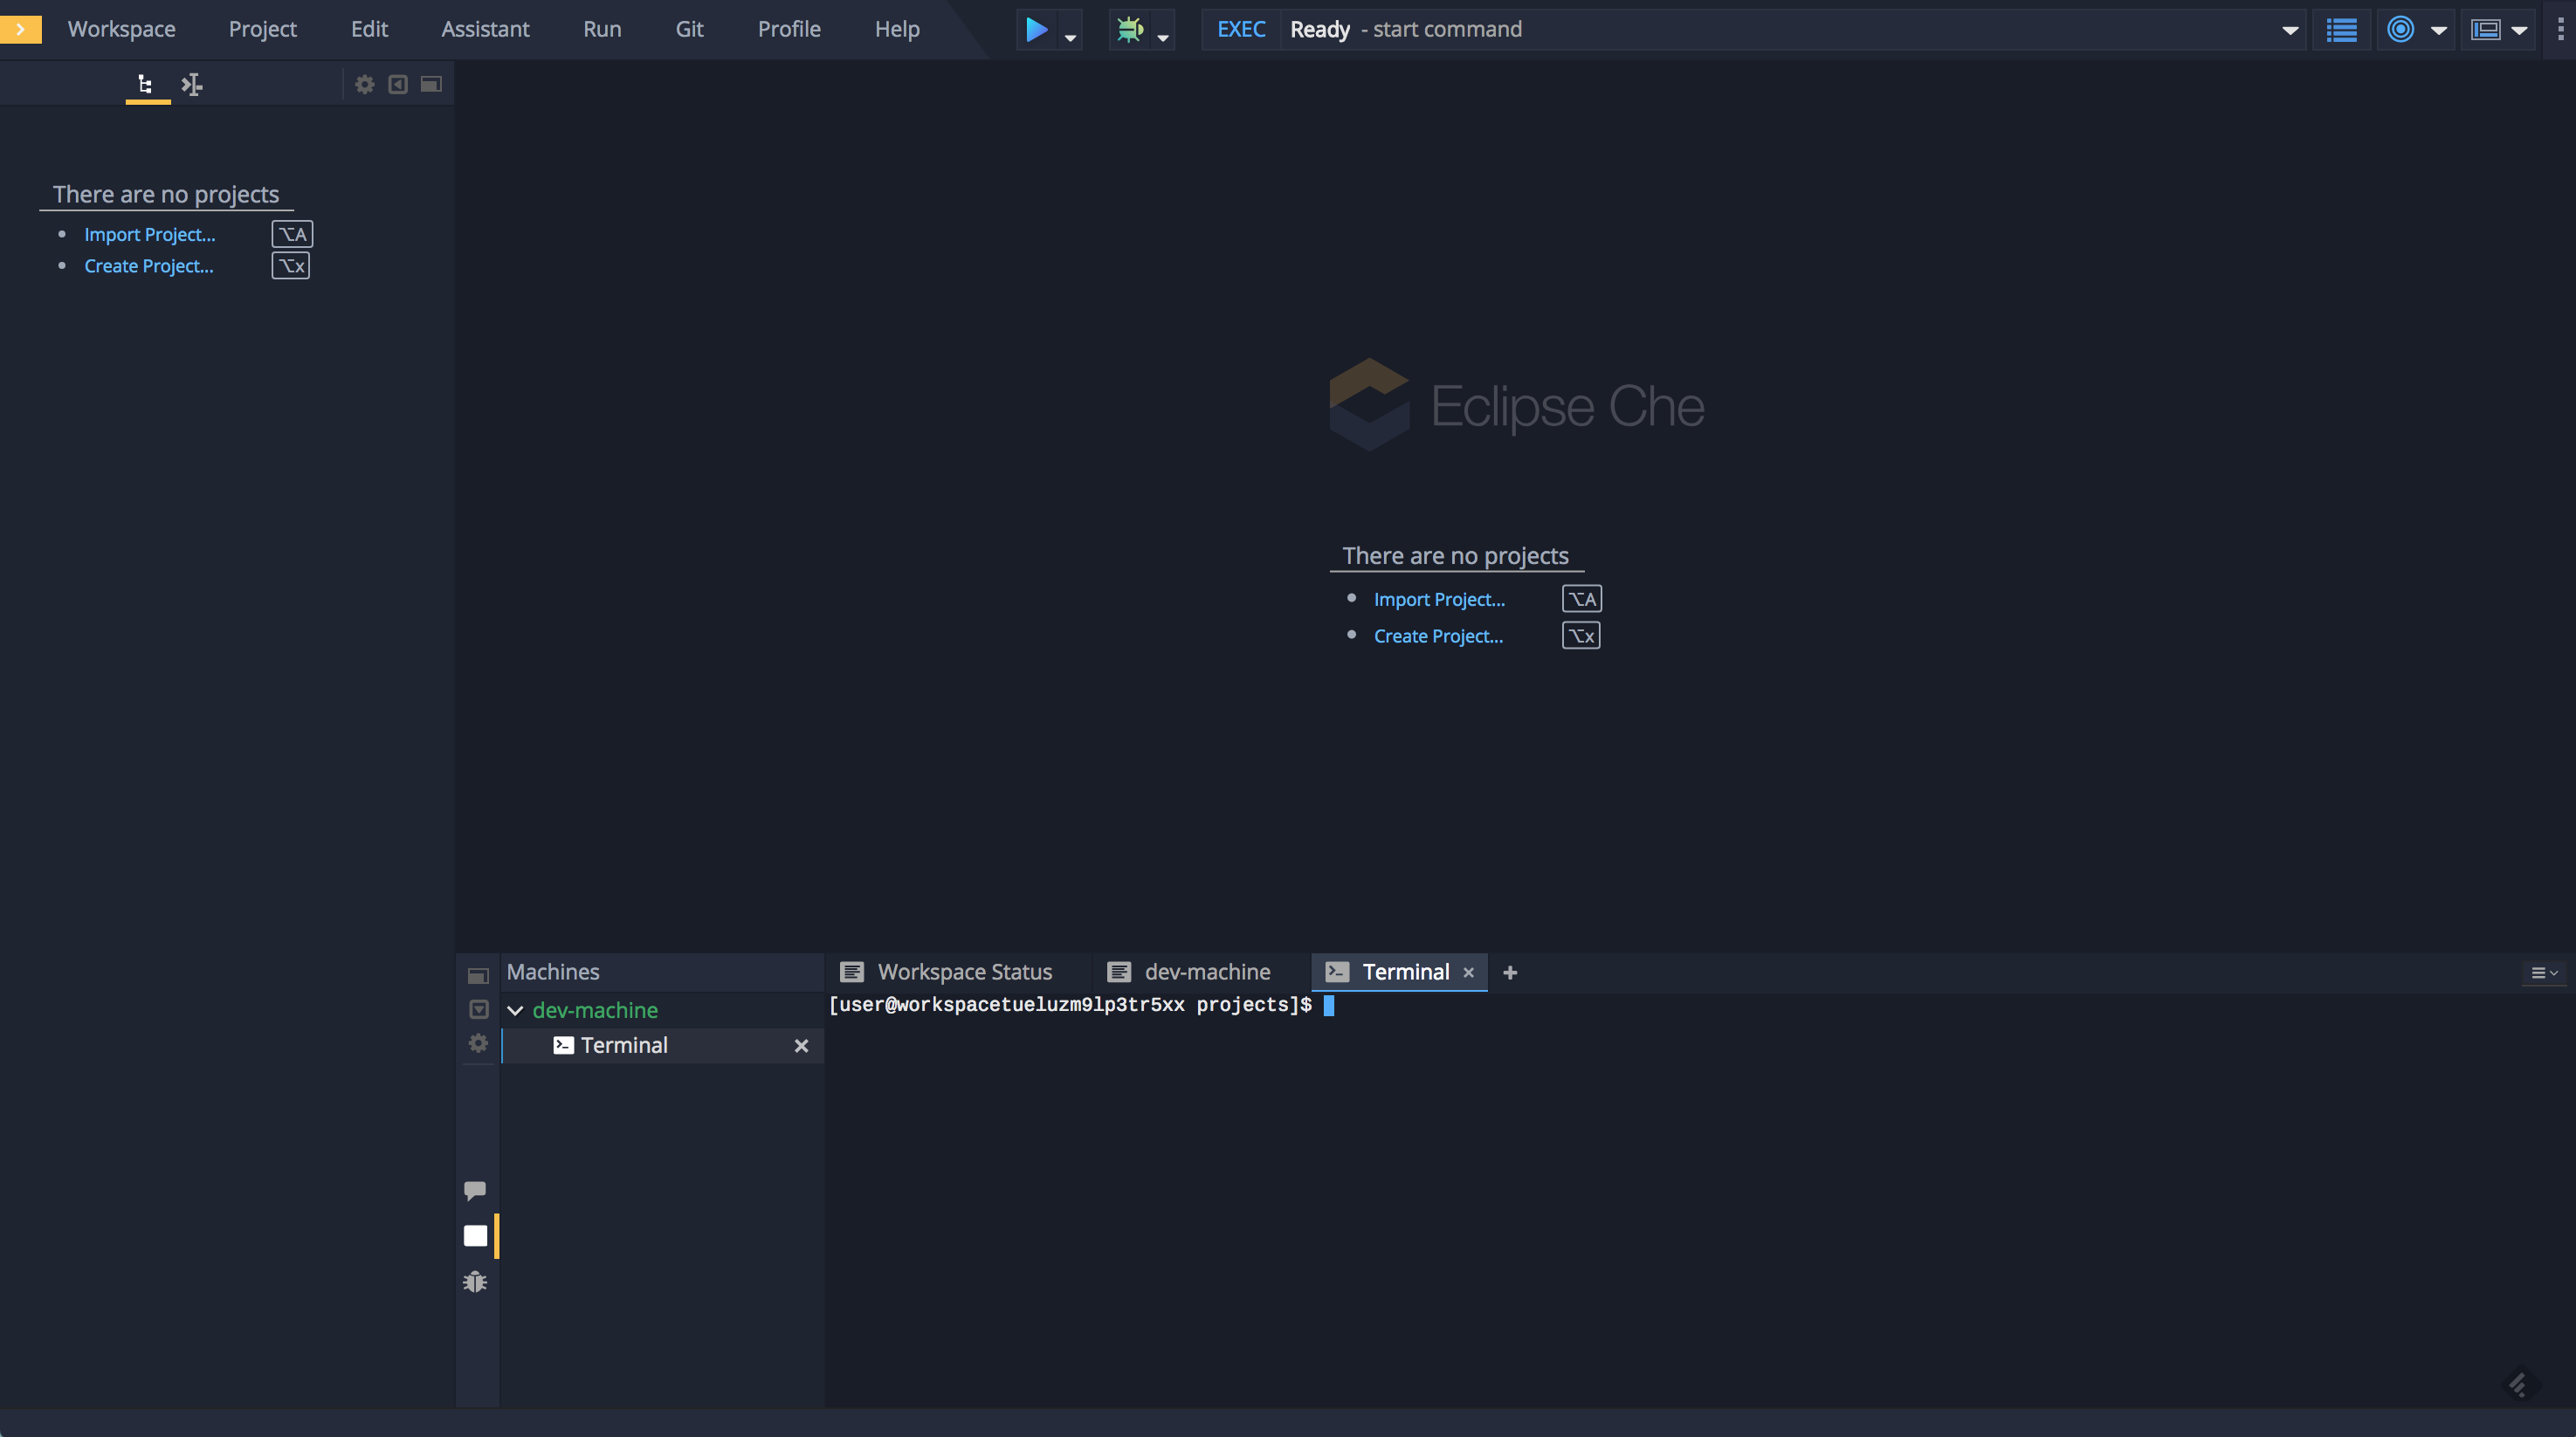 Workspace Project Edit Assistant Run Git Profile Help EXEC Ready - start command
There are no projects
Import Project... ⌥A
Create Project... ⌥x
Eclipse Che
There are no projects
Import Project... ⌥A
Create Project... ⌥x
Machines
dev-machine
Terminal
Workspace Status dev-machine Terminal
[user@workspacetueluzm9lp3tr5xx projects]$